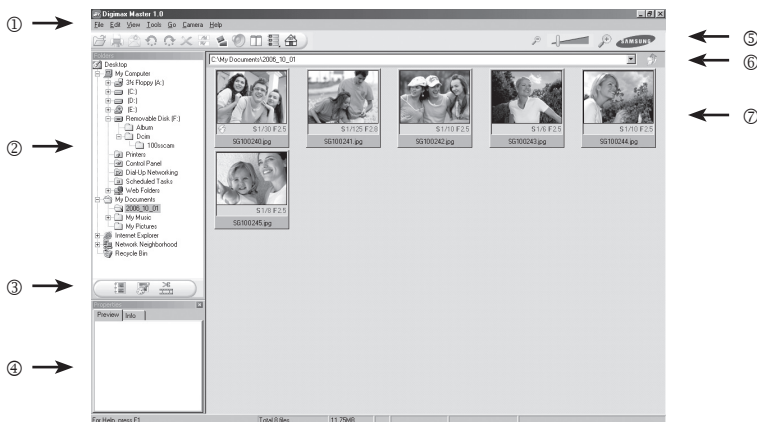 Digimax Master 1.0
File Edit View Tools Go Camera Help
①
SAMSUNG
⑤
C:\My Documents\2006_10_01
⑥
Desktop
My Computer
3½ Floppy (A:)
(C:)
(D:)
(E:)
Removable Disk (F:)
Album
Dcim
100sscam
Printers
Control Panel
Dial-Up Networking
Scheduled Tasks
Web Folders
My Documents
2006_10_01
My Music
My Pictures
Internet Explorer
Network Neighborhood
Recycle Bin
②
S1/30 F2.5
SG100240.jpg
S1/125 F2.8
SG100241.jpg
S1/10 F2.5
SG100242.jpg
S1/6 F2.5
SG100243.jpg
S1/10 F2.5
SG100244.jpg
⑦
S1/8 F2.5
SG100245.jpg
③
Properties
Preview Info
④
For Help, press F1
Total 8 files
11.75MB